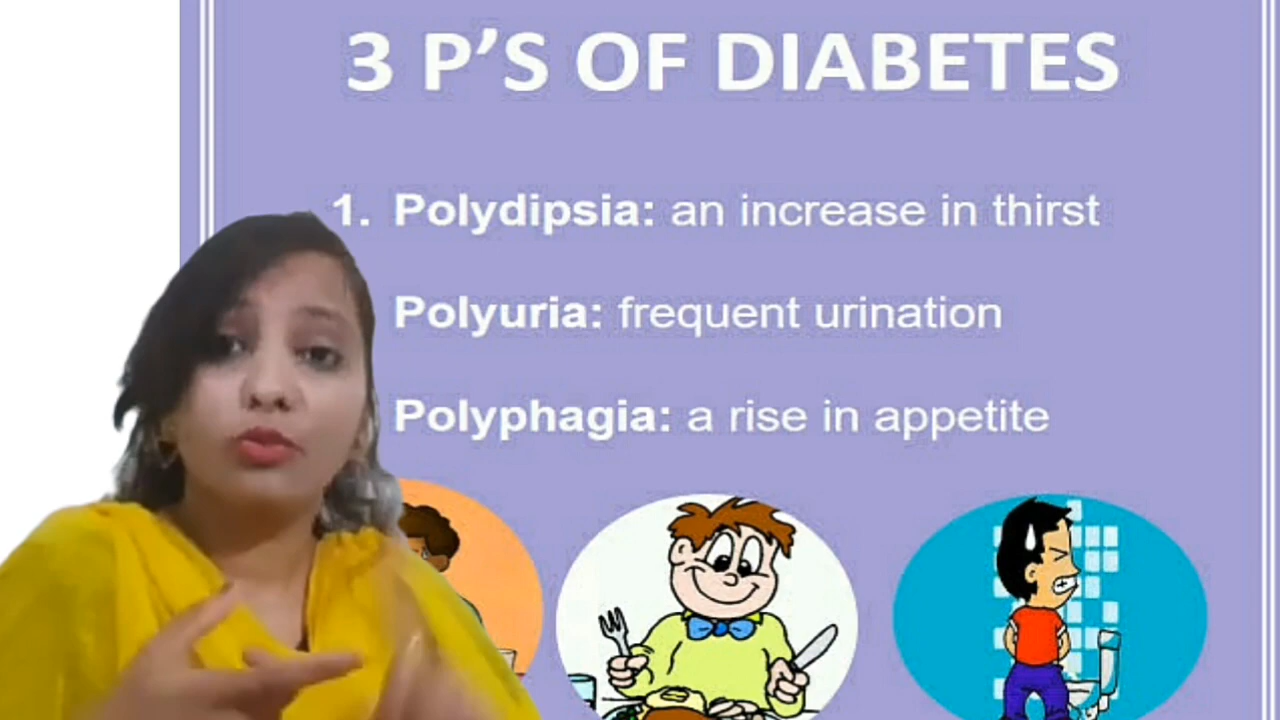 3 P'S OF DIABETES
1. Polydipsia: an increase in thirst
Polyuria: frequent urination
Polyphagia: a rise in appetite